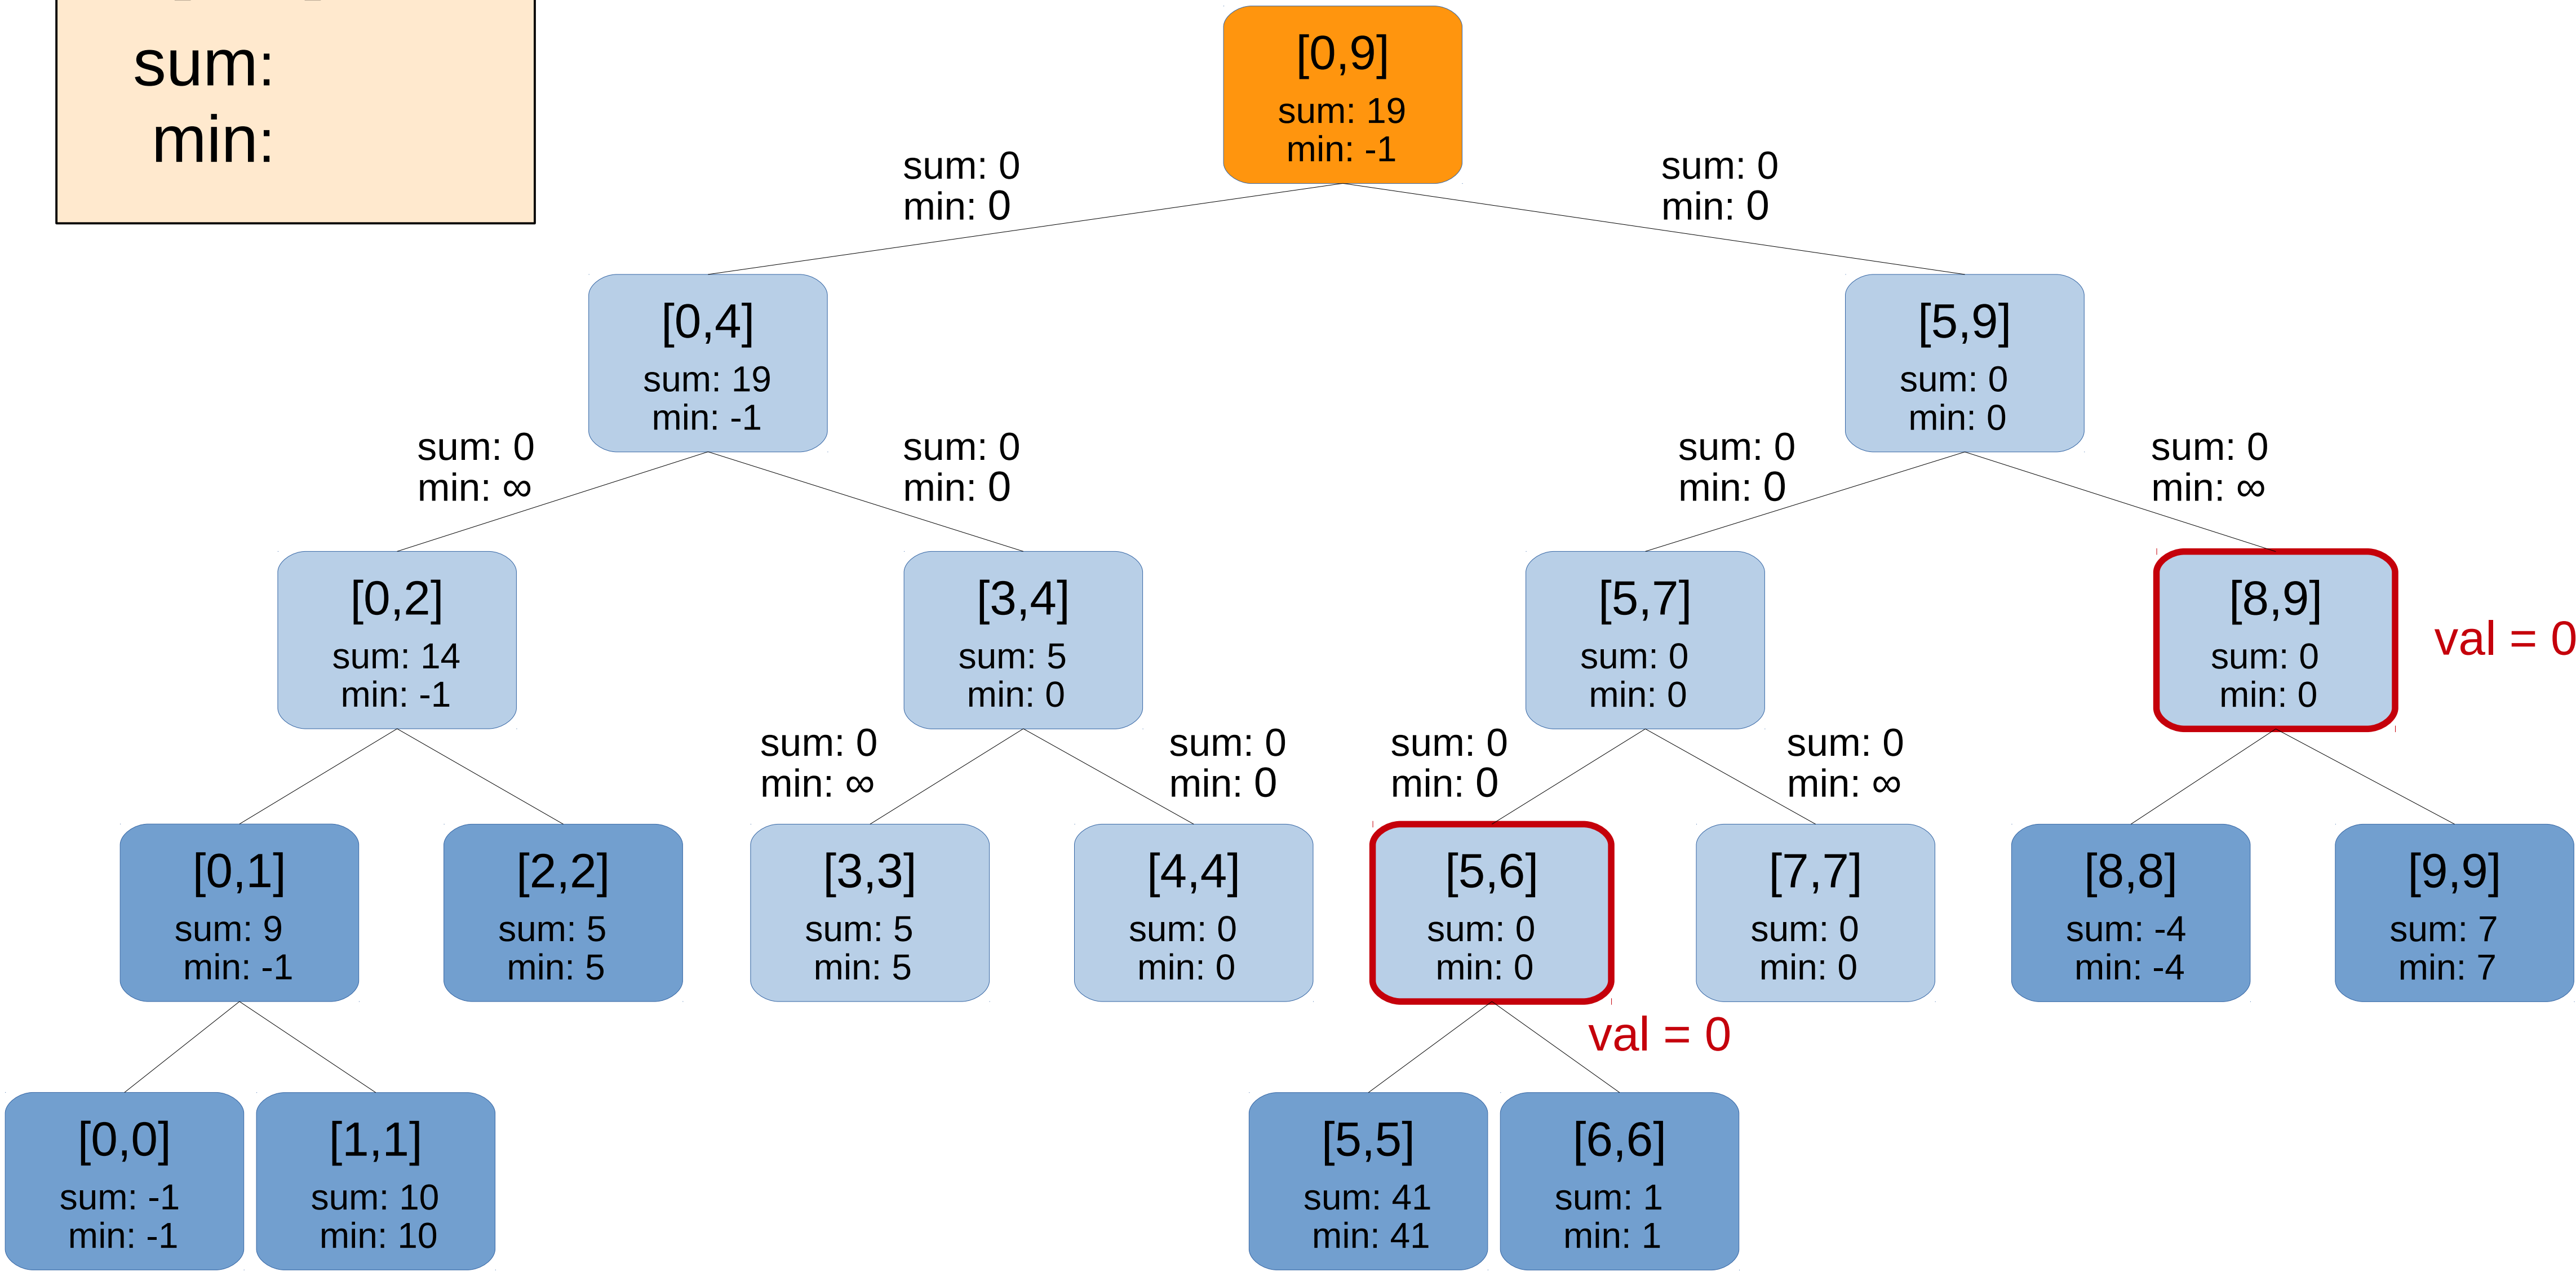 sum:
min:
[0,9]
sum: 19
min: -1
sum: 0
min: 0
sum: 0
min: 0
[0,4]
sum: 19
min: -1
[5,9]
sum: 0
min: 0
sum: 0
min: ∞
sum: 0
min: 0
sum: 0
min: 0
sum: 0
min: ∞
[0,2]
sum: 14
min: -1
[3,4]
sum: 5
min: 0
[5,7]
sum: 0
min: 0
[8,9]
sum: 0
min: 0
val = 0
sum: 0
min: ∞
sum: 0
min: 0
sum: 0
min: 0
sum: 0
min: ∞
[0,1]
sum: 9
min: -1
[2,2]
sum: 5
min: 5
[3,3]
sum: 5
min: 5
[4,4]
sum: 0
min: 0
[5,6]
sum: 0
min: 0
[7,7]
sum: 0
min: 0
[8,8]
sum: -4
min: -4
[9,9]
sum: 7
min: 7
val = 0
[0,0]
sum: -1
min: -1
[1,1]
sum: 10
min: 10
[5,5]
sum: 41
min: 41
[6,6]
sum: 1
min: 1